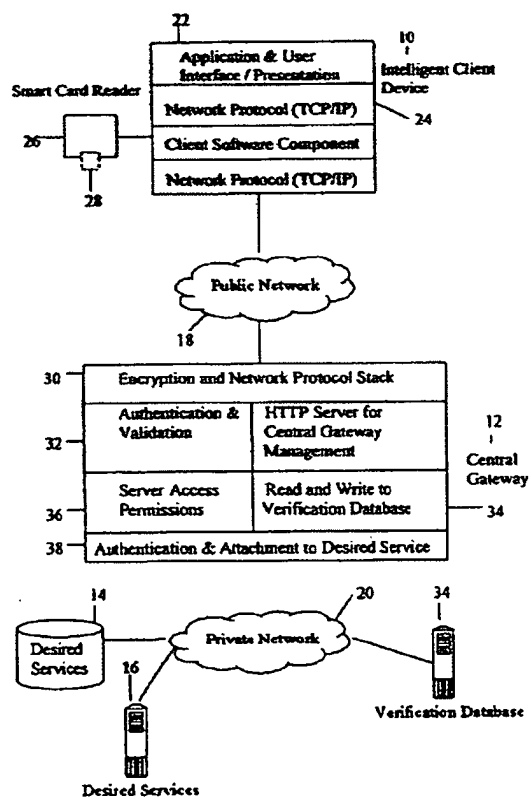 22
10
Application & User
Interface / Presentation
Intelligent Client
Device
Smart Card Reader
Network Protocol (TCP/IP)
24
26
Client Software Component
28
Network Protocol (TCP/IP)
Public Network
18
30
Encryption and Network Protocol Stack
Authentication &
Validation
HTTP Server for
Central Gateway
Management
32
12
Central
Gateway
Server Access
Permissions
Read and Write to
Verification Database
36
34
38
Authentication & Attachment to Desired Service
14
20
34
Desired
Services
Private Network
16
Verification Database
Desired Services